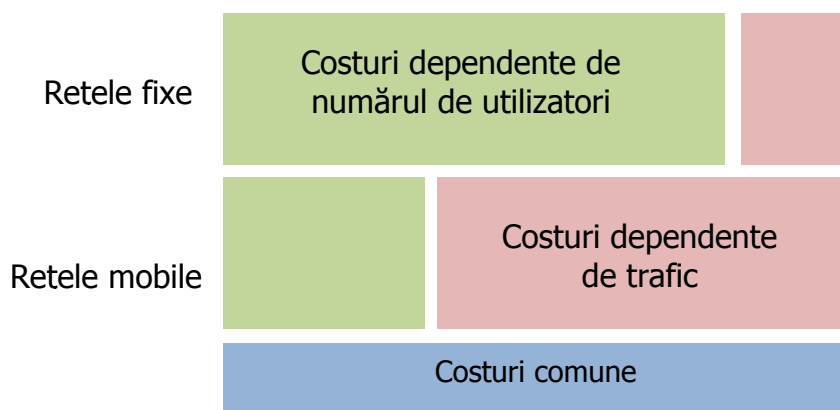 Retele fixe
Costuri dependente de
numărul de utilizatori
Retele mobile
Costuri dependente
de trafic
Costuri comune